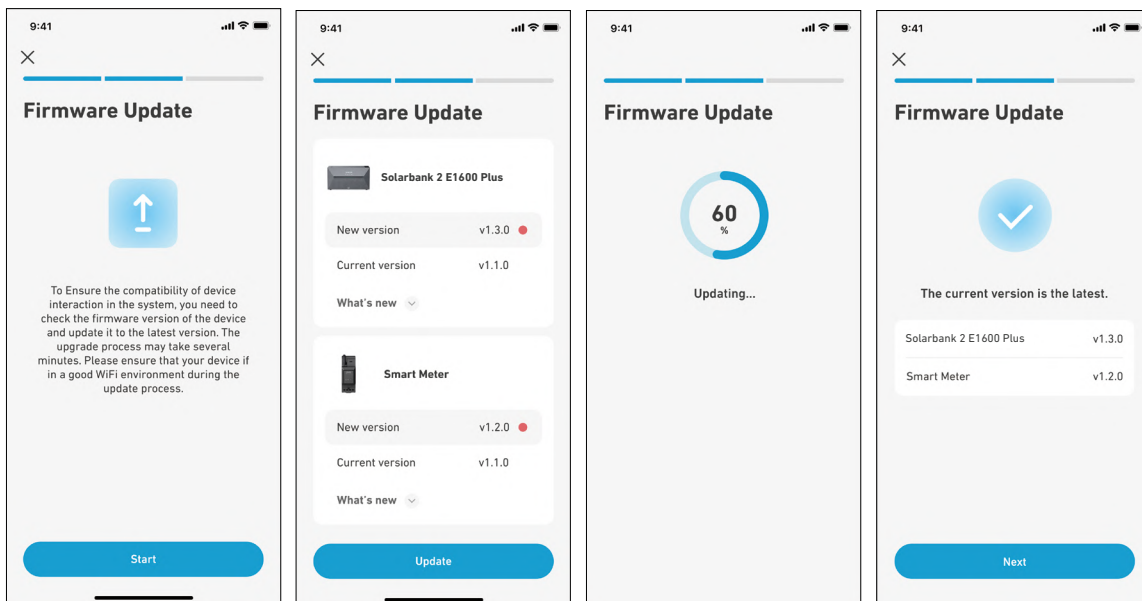 9:41
Firmware Update
To Ensure the compatibility of device
interaction in the system, you need to
check the firmware version of the device
and update it to the latest version. The
upgrade process may take several
minutes. Please ensure that your device if
in a good WiFi environment during the
update process.
Start
9:41
Firmware Update
Solarbank 2 E1600 Plus
New version v1.3.0
Current version v1.1.0
What's new
Smart Meter
New version v1.2.0
Current version v1.1.0
What's new
Update
9:41
Firmware Update
60
%
Updating...
9:41
Firmware Update
The current version is the latest.
Solarbank 2 E1600 Plus v1.3.0
Smart Meter v1.2.0
Next